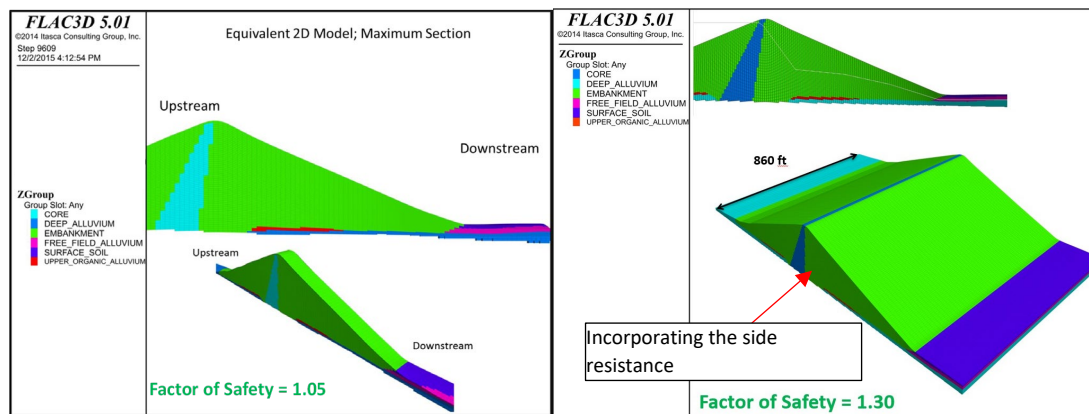 FLAC3D 5.01
©2014 Itasca Consulting Group, Inc.
Step 9609
12/2/2015 4:12:54 PM
Equivalent 2D Model; Maximum Section
Upstream
Downstream
ZGroup
Group Slot: Any
CORE
DEEP_ALLUVIUM
EMBANKMENT
FREE_FIELD_ALLUVIUM
SURFACE_SOIL
UPPER_ORGANIC_ALLUVIUM
Upstream
Downstream
Factor of Safety = 1.05
FLAC3D 5.01
©2014 Itasca Consulting Group, Inc.
ZGroup
Group Slot: Any
CORE
DEEP_ALLUVIUM
EMBANKMENT
FREE_FIELD_ALLUVIUM
SURFACE_SOIL
UPPER_ORGANIC_ALLUVIUM
860 ft
Incorporating the side
resistance
Factor of Safety = 1.30